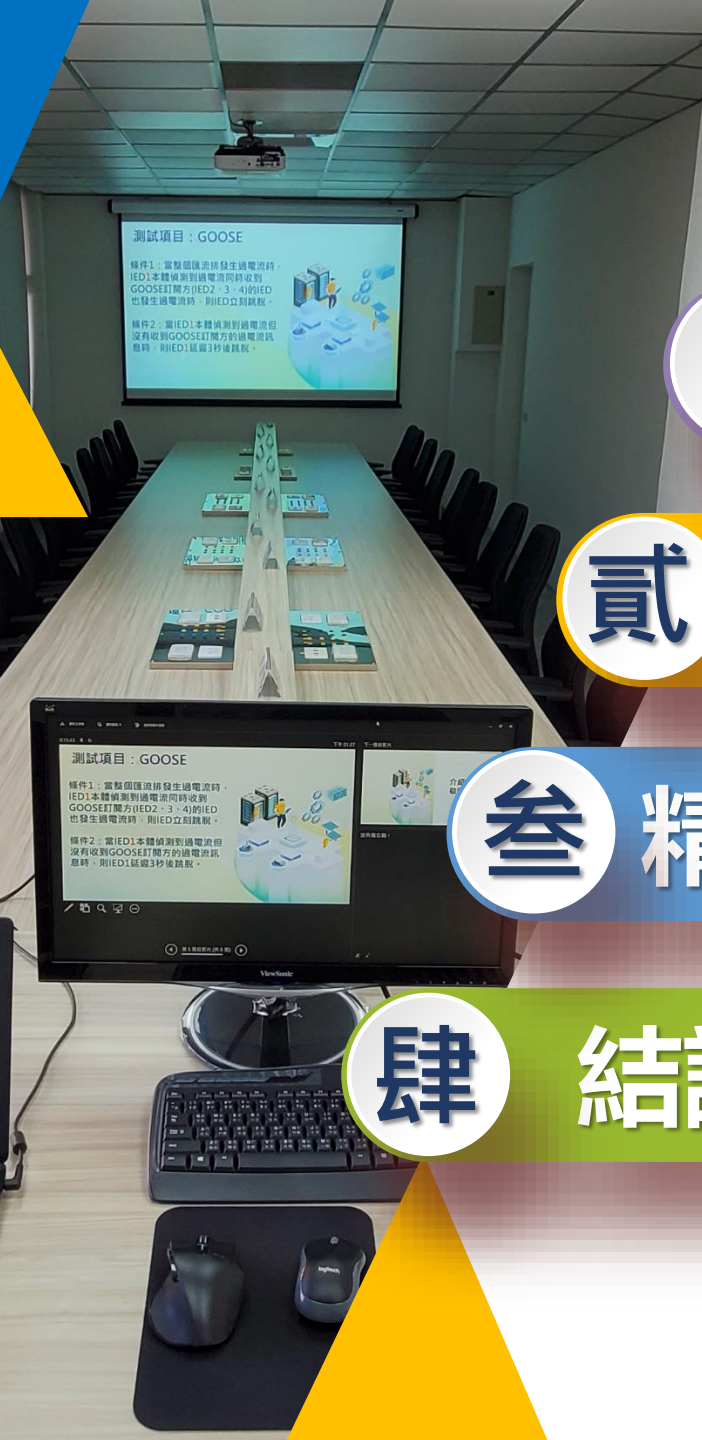 測試項目：GOOSE
條件1：當整個匯流排發生過電流時，
IED1本體偵測到過電流同時收到
GOOSE訂閱方(IED2、3、4)的IED
也發生過電流時，則IED立刻跳脫。
條件2：當IED1本體偵測到過電流但
沒有收到GOOSE訂閱方的過電流訊
息時，則IED1延遲3秒後跳脫。
貳
測試項目：GOOSE
條件1：當整個匯流排發生過電流時，
IED1本體偵測到過電流同時收到
GOOSE訂閱方(IED2、3、4)的IED
也發生過電流時，則IED立刻跳脫。
條件2：當IED1本體偵測到過電流但
沒有收到GOOSE訂閱方的過電流訊
息時，則IED1延遲3秒後跳脫。
下一張投影片
ViewSonic
叁 精
肆 結
logitech